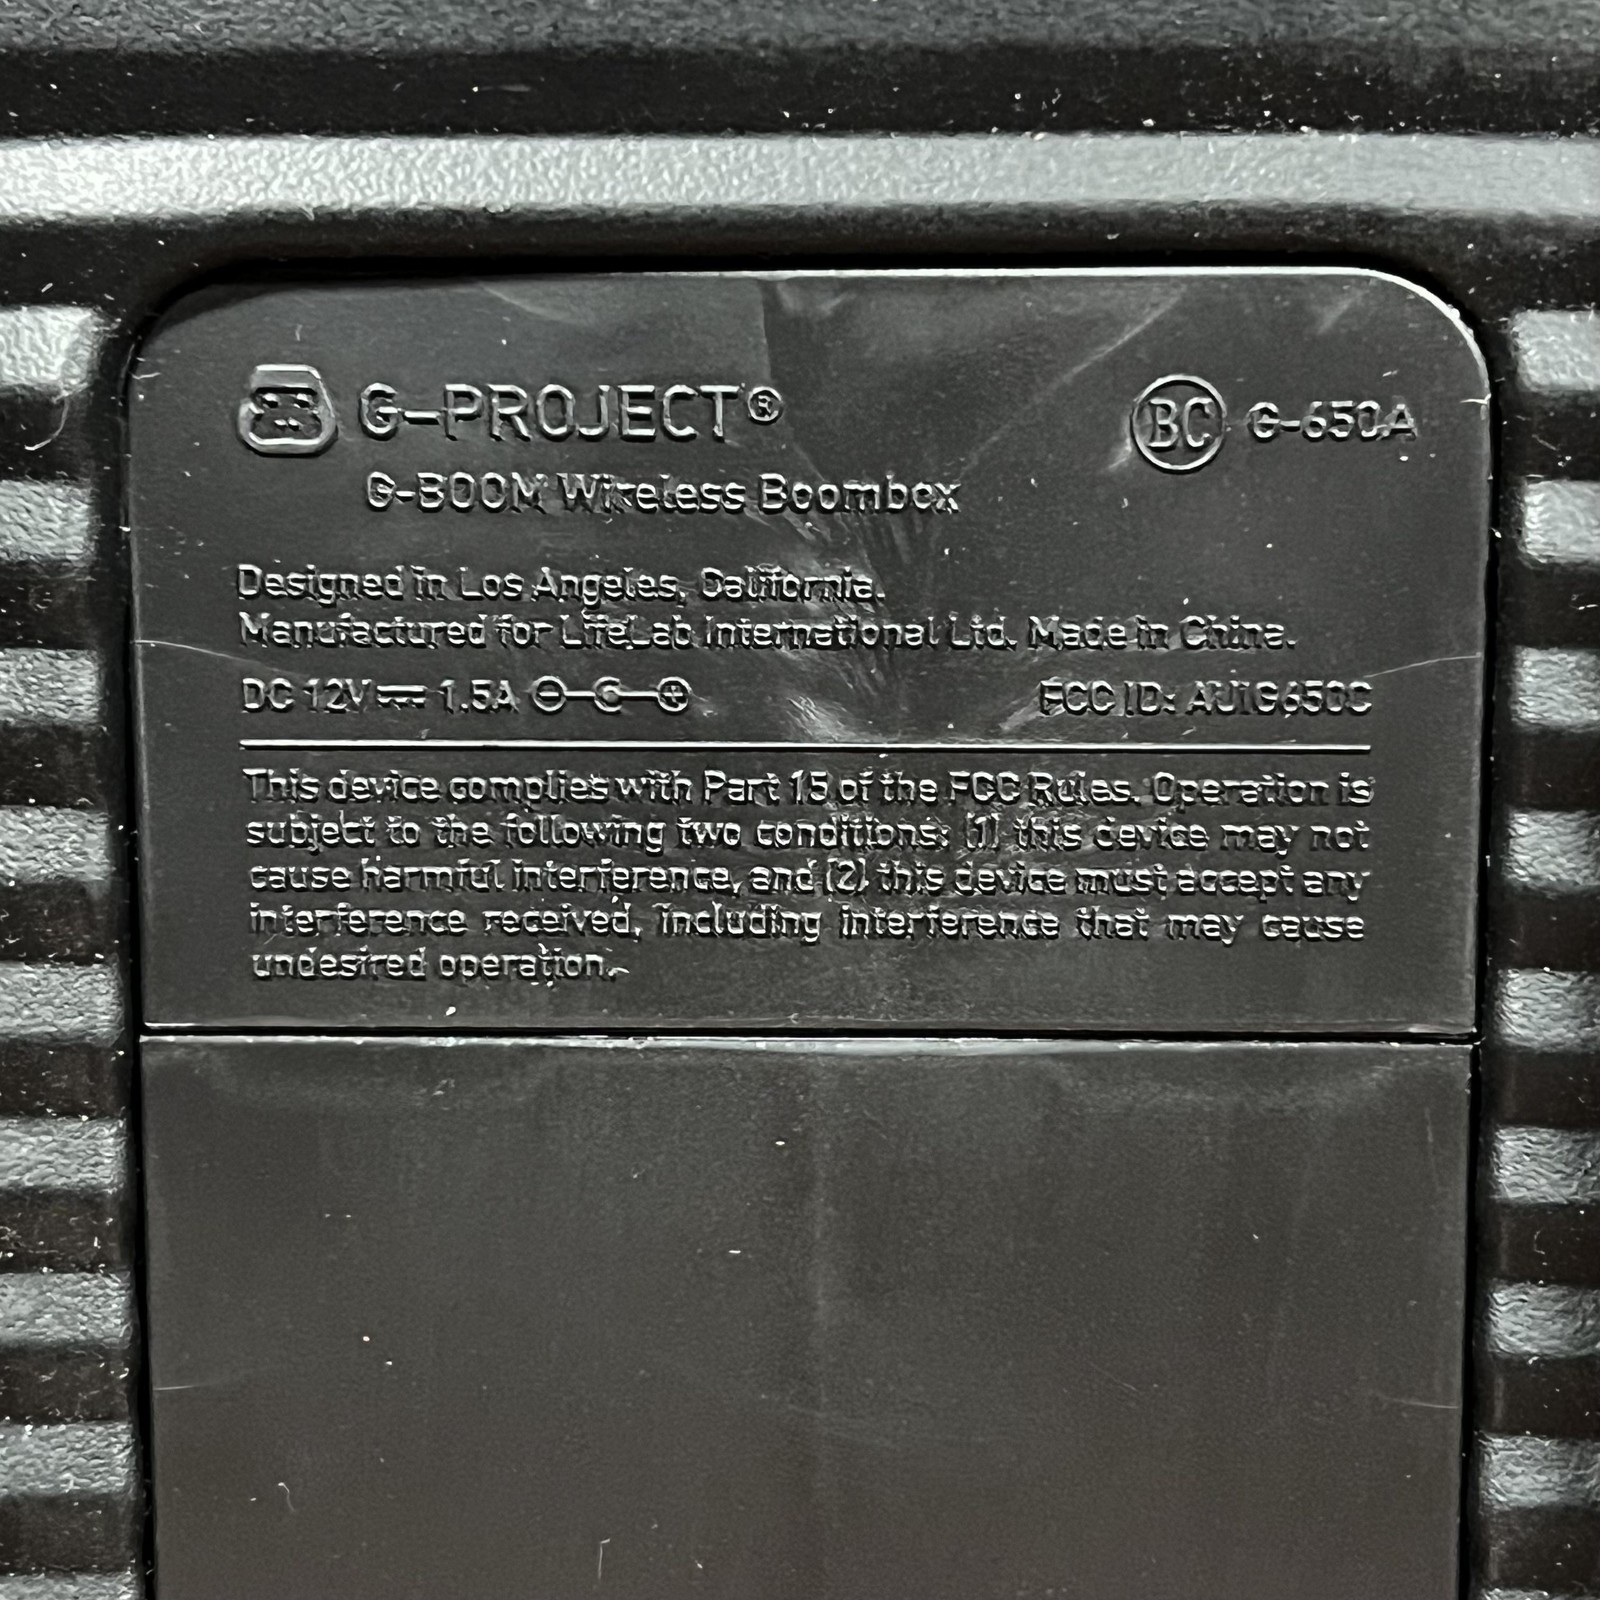 G-PROJECT®
BC G-650A
G-BOOM Wireless Boombox
Designed in Los Angeles, California.
Manufactured for LifeLab International Ltd. Made in China.
DC 12V ⎓ 1.5A
FCC ID: AUIG650C
This device complies with Part 15 of the FCC Rules. Operation is
subject to the following two conditions: (1) this device may not
cause harmful interference, and (2) this device must accept any
interference received, including interference that may cause
undesired operation.